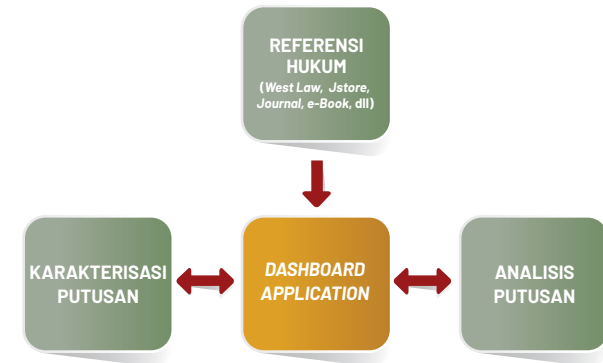 REFERENSI
HUKUM
(West Law, Jstore,
Journal, e-Book, dll)
KARAKTERISASI
PUTUSAN
DASHBOARD
APPLICATION
ANALISIS
PUTUSAN